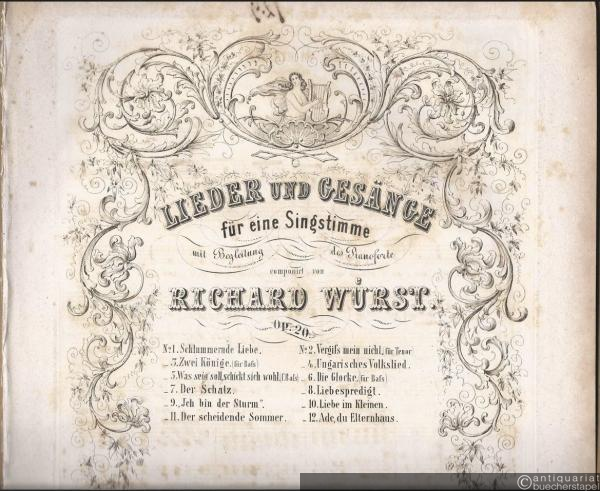 LIEDER UND GESÄNGE
für eine Singstimme
mit Begleitung des Pianoforte
componirt von
RICHARD WÜRST.
Op. 20.
No 1. Schlummernde Liebe. No 2. Vergiſs mein nicht, für Tenor
_ 3. Zwei Könige. (für Baſs) _ 4. Ungarisches Volkslied.
_ 5. Was sein soll, schickt sich wohl. (f. Baſs) _ 6. Die Glocke. (für Baſs)
_ 7. Der Schatz. _ 8. Liebespredigt.
_ 9. „Ich bin der Sturm". _ 10. Liebe im Kleinen.
_ 11. Der scheidende Sommer. _ 12. Ade, du Elternhaus.
© antiquariat
buecherstapel